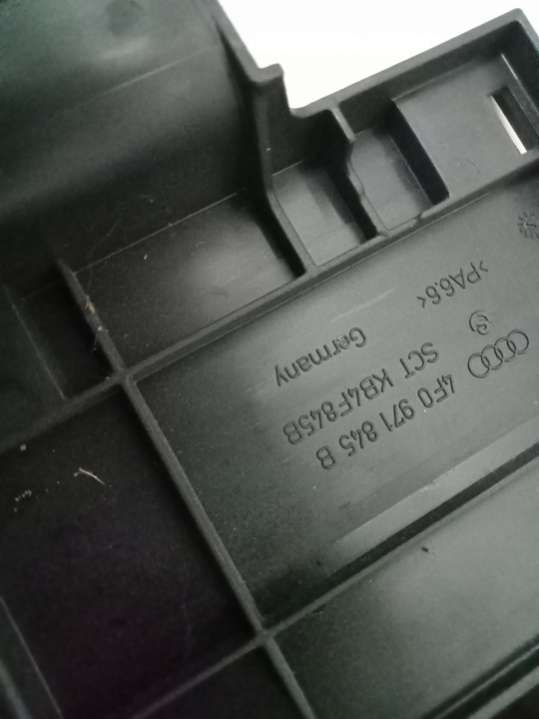 4F0 971 845 B
SCT KB4F845B
Germany
>PA6.6<